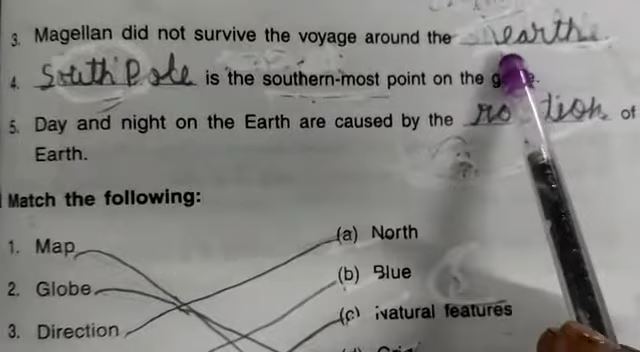 3. Magellan did not survive the voyage around the earth
4. South Pole is the southern-most point on the
5. Day and night on the Earth are caused by the of
Earth.
Match the following:
1. Map (a) North
2. Globe (b) Blue
3. Direction (c) Natural features